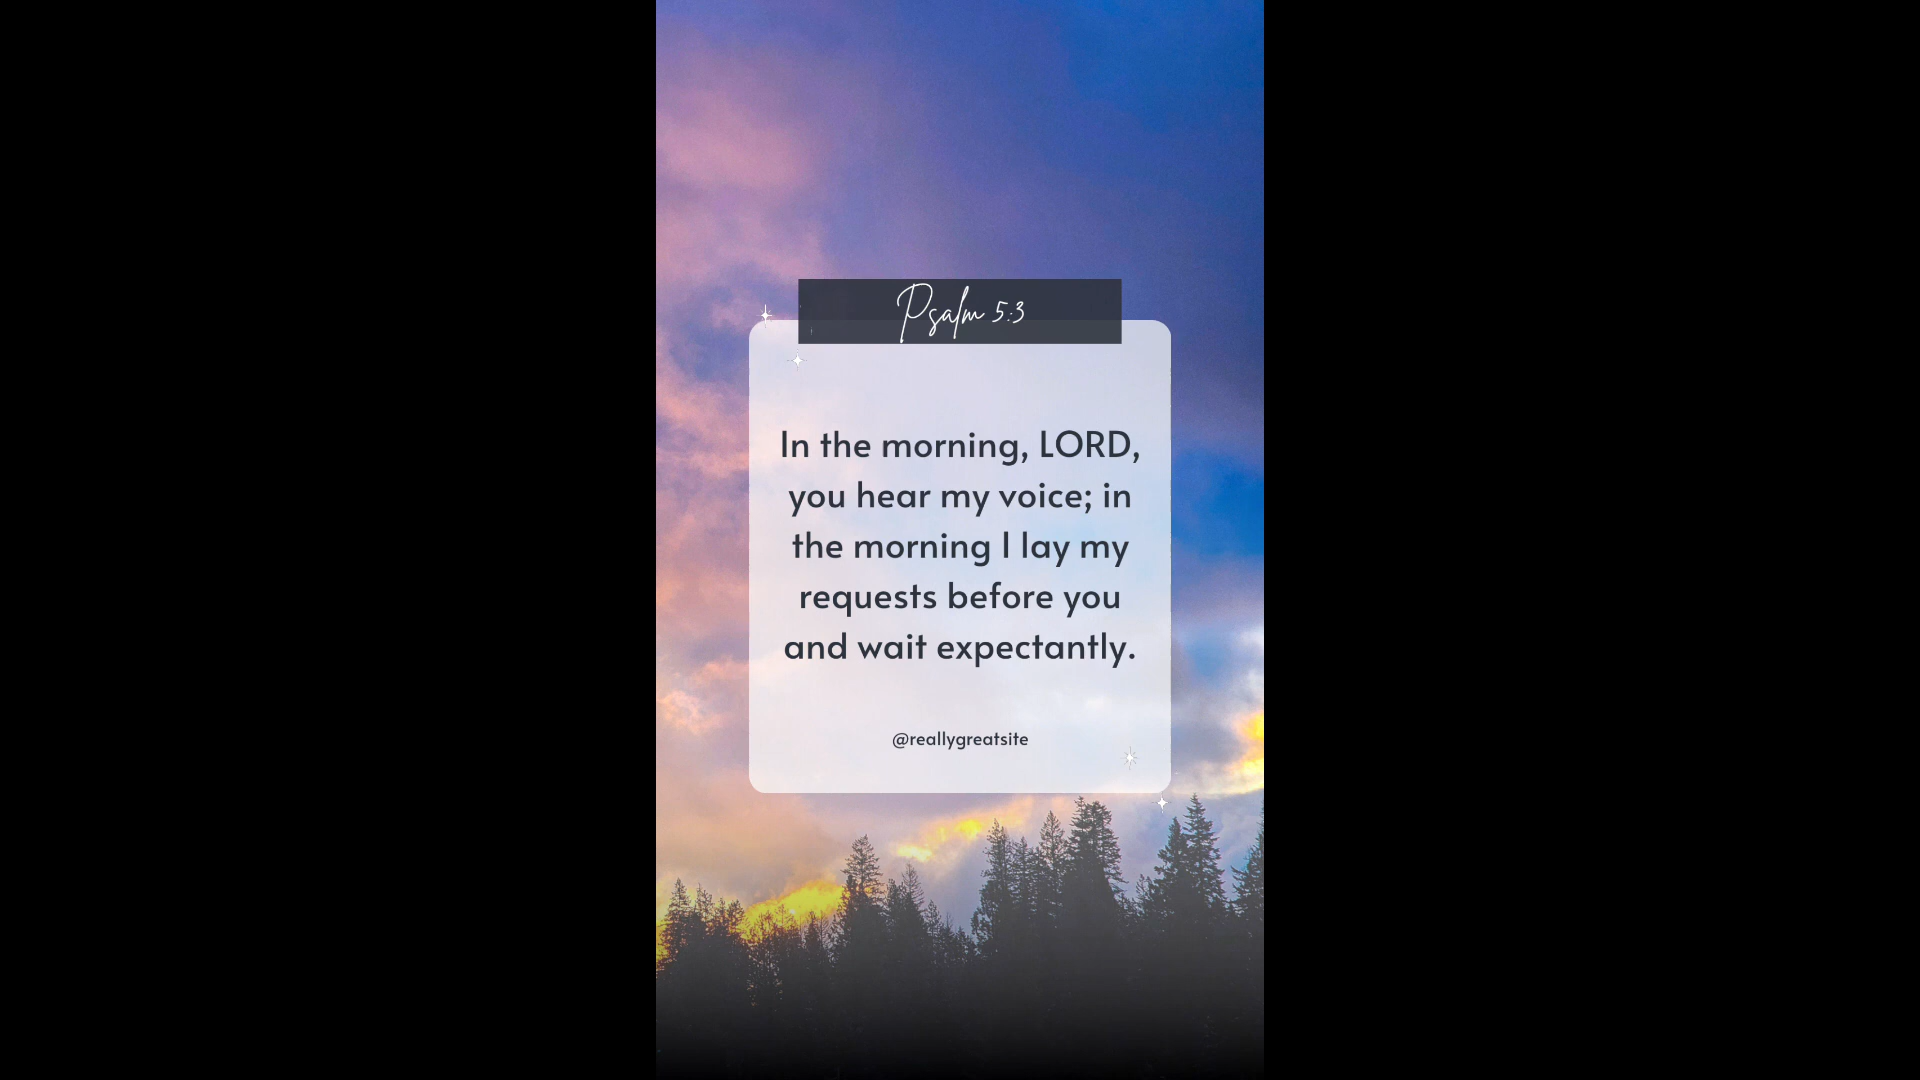 Psalm 5:3
In the morning, LORD,
you hear my voice; in
the morning I lay my
requests before you
and wait expectantly.
@reallygreatsite